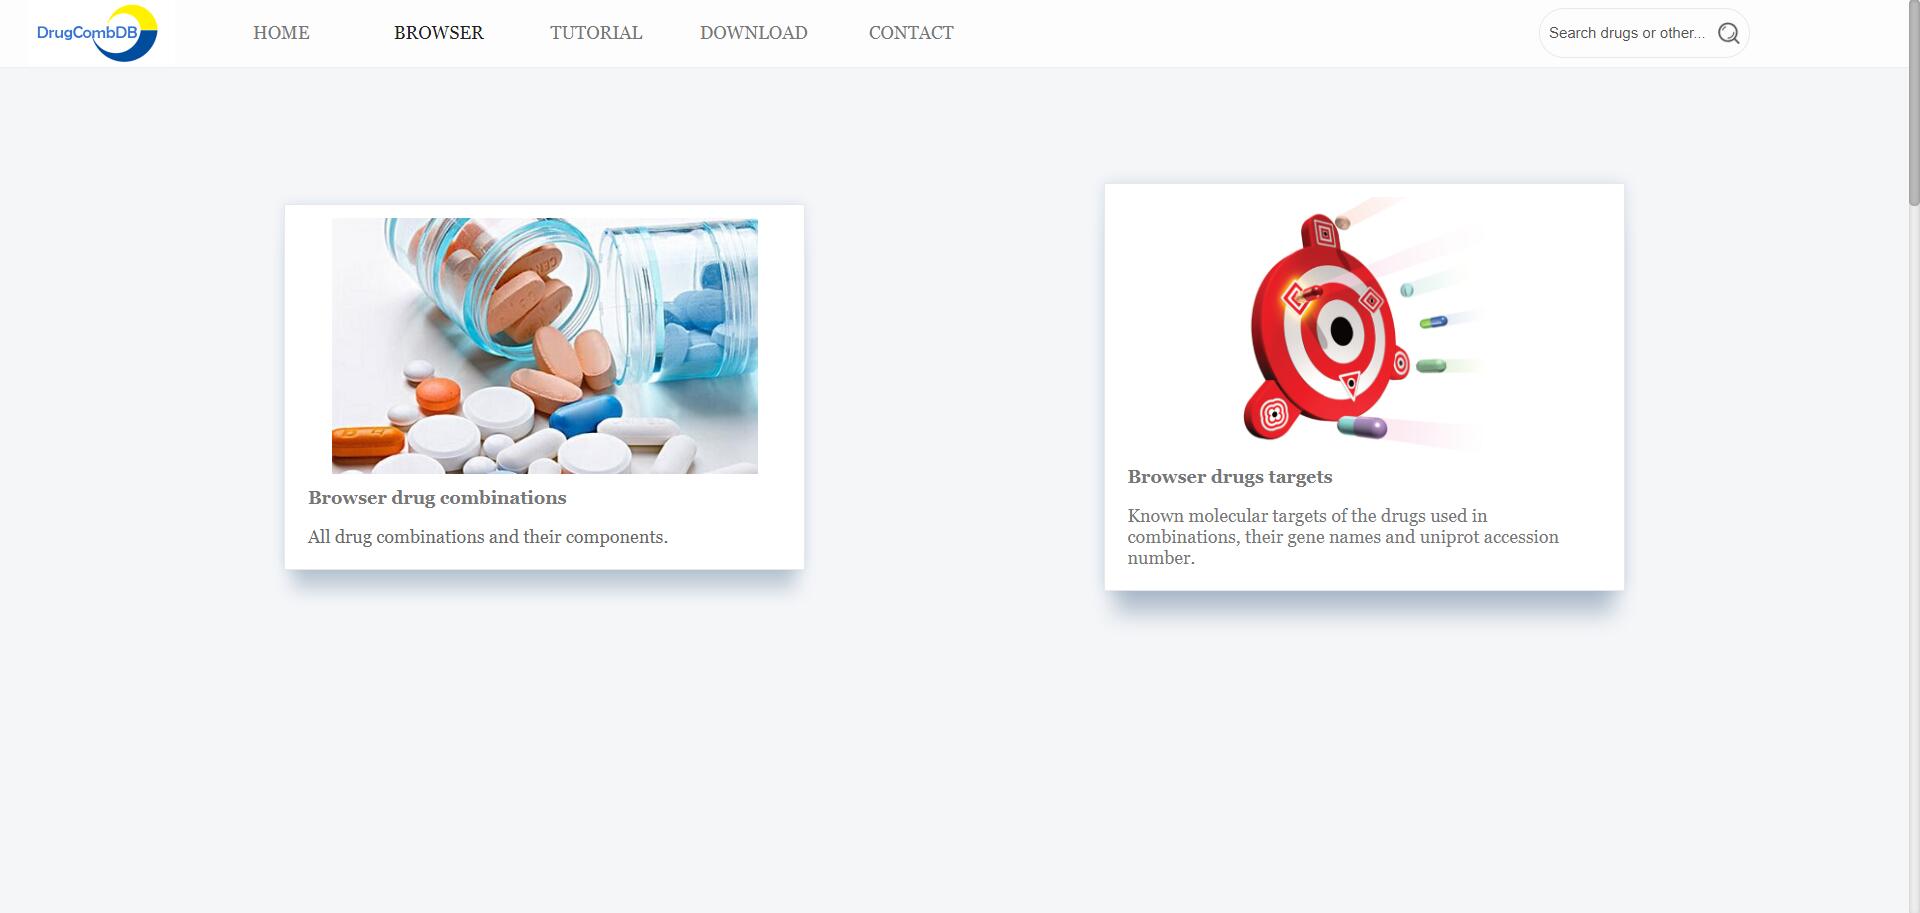 DrugCombDB
HOME
BROWSER
TUTORIAL
DOWNLOAD
CONTACT
Search drugs or other...
Browser drug combinations
All drug combinations and their components.
Browser drugs targets
Known molecular targets of the drugs used in
combinations, their gene names and uniprot accession
number.